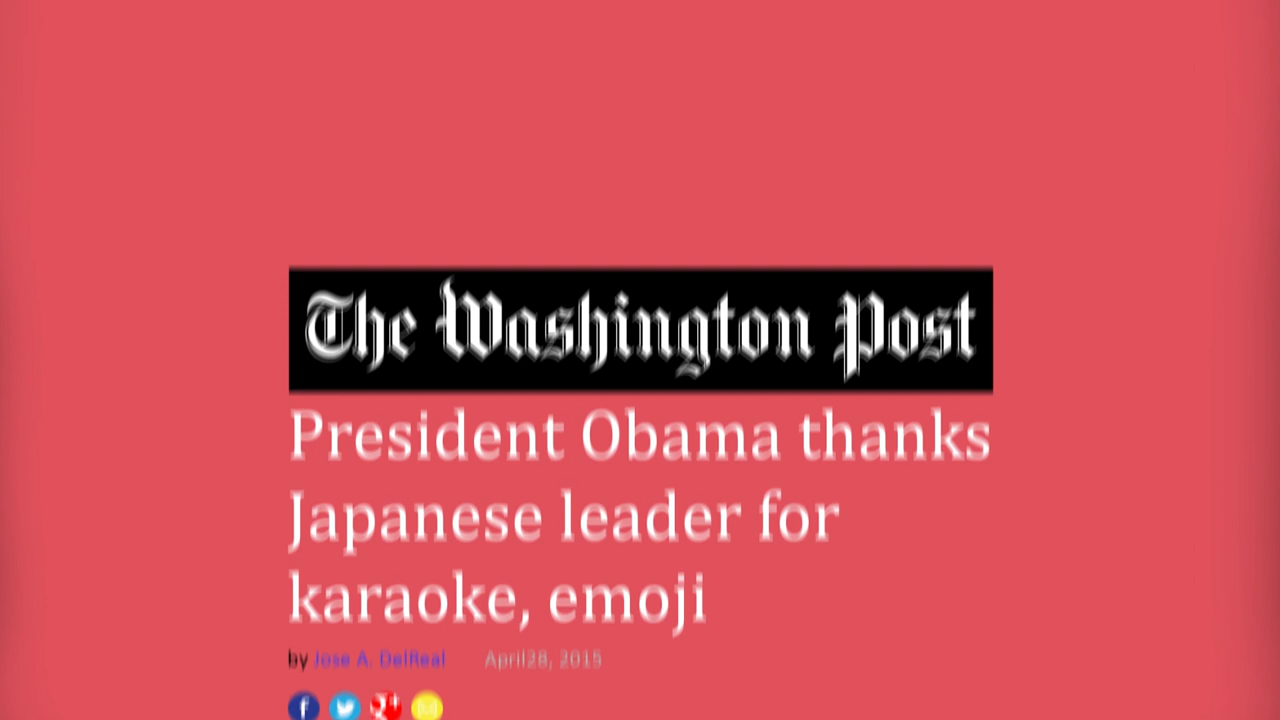 The Washington Post
President Obama thanks
Japanese leader for
karaoke, emoji
by Jose A. DelReal April28, 2015